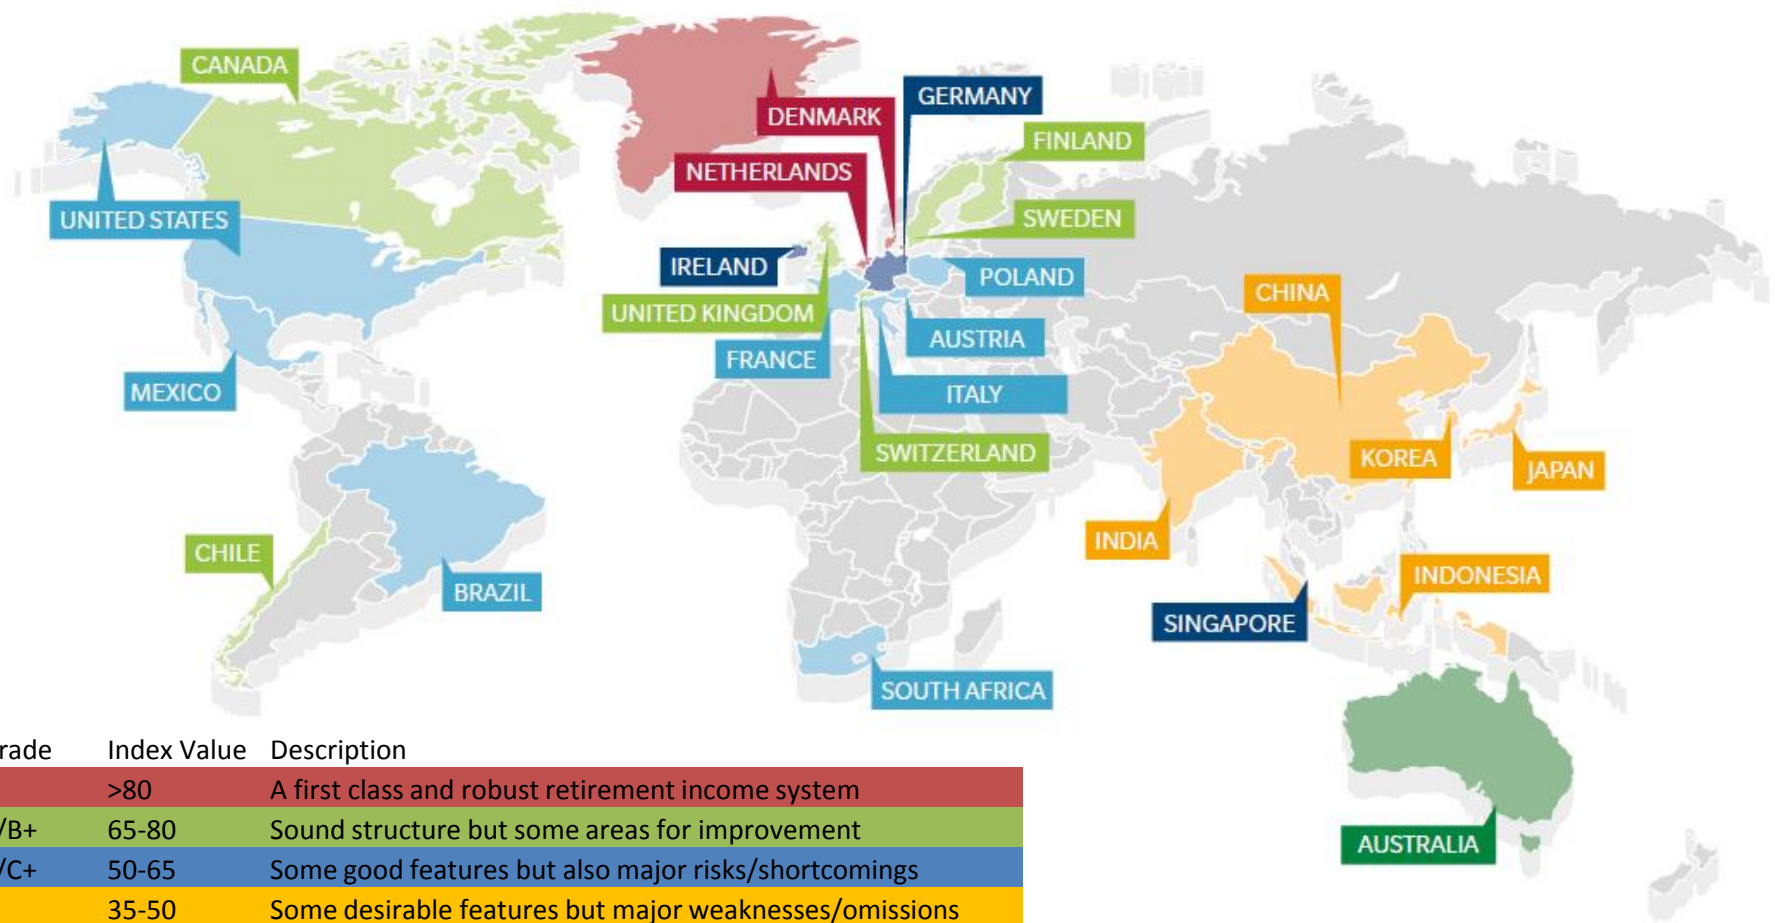 CANADA
GERMANY
DENMARK
FINLAND
NETHERLANDS
UNITED STATES
SWEDEN
IRELAND
POLAND
CHINA
UNITED KINGDOM
AUSTRIA
FRANCE
MEXICO
ITALY
SWITZERLAND
KOREA
JAPAN
INDIA
CHILE
INDONESIA
BRAZIL
SINGAPORE
SOUTH AFRICA
AUSTRALIA
rade Index Value Description
>80 A first class and robust retirement income system
/B+ 65-80 Sound structure but some areas for improvement
/C+ 50-65 Some good features but also major risks/shortcomings
35-50 Some desirable features but major weaknesses/omissions